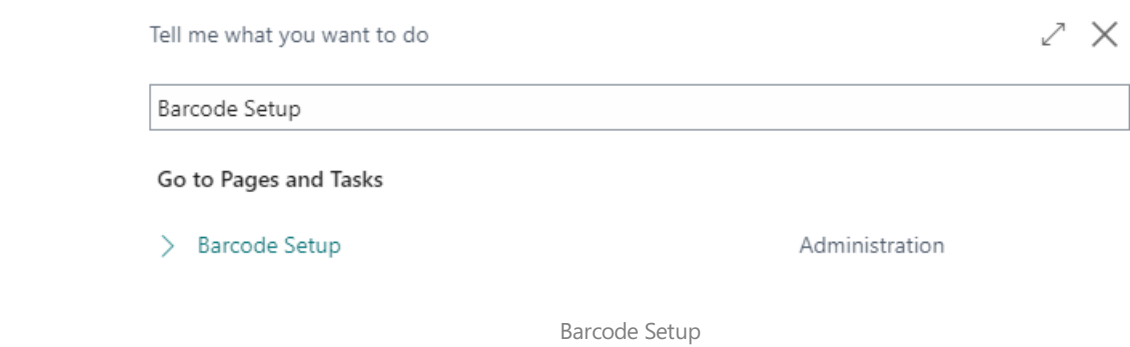 Tell me what you want to do
Barcode Setup
Go to Pages and Tasks
Barcode Setup Administration
Barcode Setup